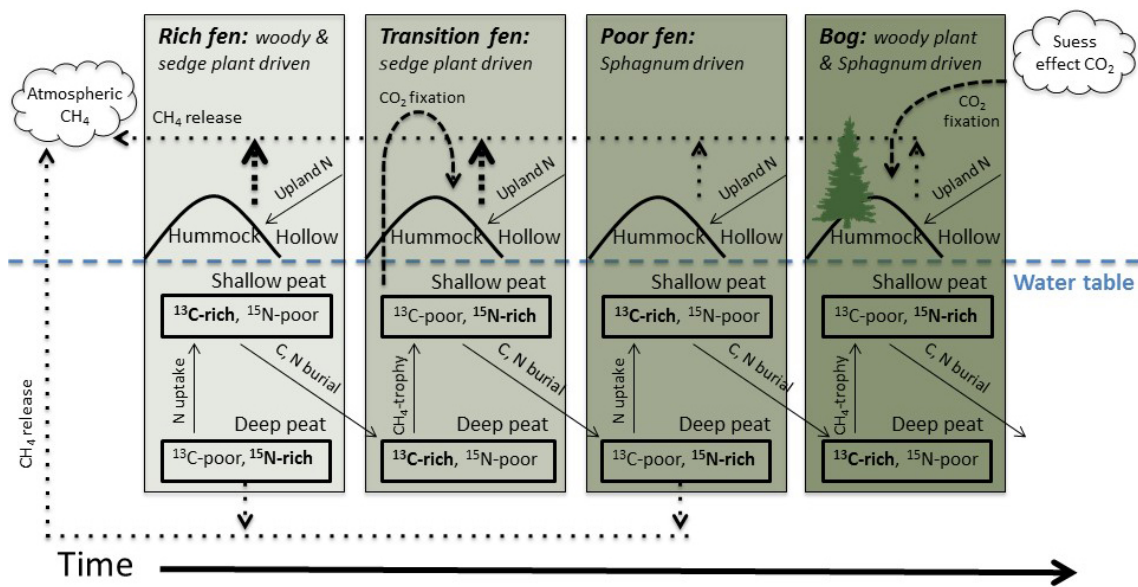 Rich fen: woody &
sedge plant driven
Transition fen:
sedge plant driven
Poor fen:
Sphagnum driven
Bog: woody plant
& Sphagnum driven
Suess
effect CO₂
Atmospheric
CH₄
CH₄ release
CO₂ fixation
CO₂
fixation
Upland N
Upland N
Upland N
Hummock
Hollow
Hummock
Hollow
Hummock
Hollow
Hummock
Hollow
Water table
Shallow peat
¹³C-rich, ¹⁵N-poor
Shallow peat
¹³C-poor, ¹⁵N-rich
Shallow peat
¹³C-rich, ¹⁵N-poor
Shallow peat
¹³C-poor, ¹⁵N-rich
N uptake
C, N burial
CH₄-trophy
C, N burial
N uptake
C, N burial
CH₄-trophy
C, N burial
Deep peat
¹³C-poor, ¹⁵N-rich
Deep peat
¹³C-rich, ¹⁵N-poor
Deep peat
¹³C-poor, ¹⁵N-rich
Deep peat
¹³C-rich, ¹⁵N-poor
CH₄ release
Time